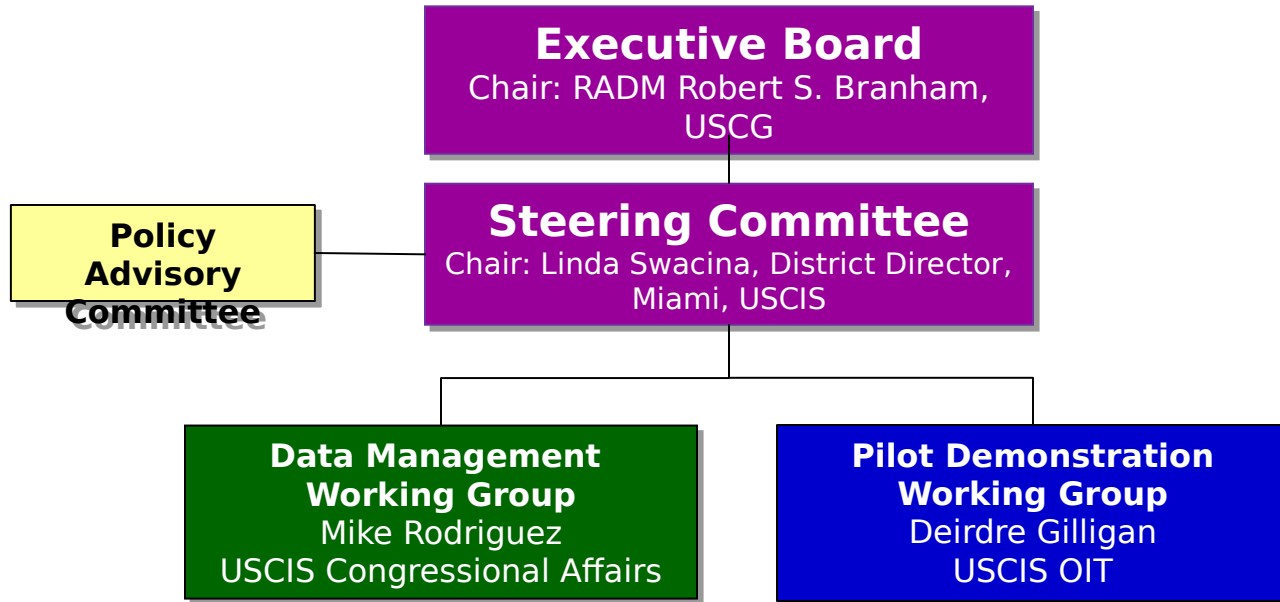 Executive Board
Chair: RADM Robert S. Branham,
USCG
Steering Committee
Chair: Linda Swacina, District Director,
Miami, USCIS
Policy
Advisory
Committee
Data Management
Working Group
Mike Rodriguez
USCIS Congressional Affairs
Pilot Demonstration
Working Group
Deirdre Gilligan
USCIS OIT